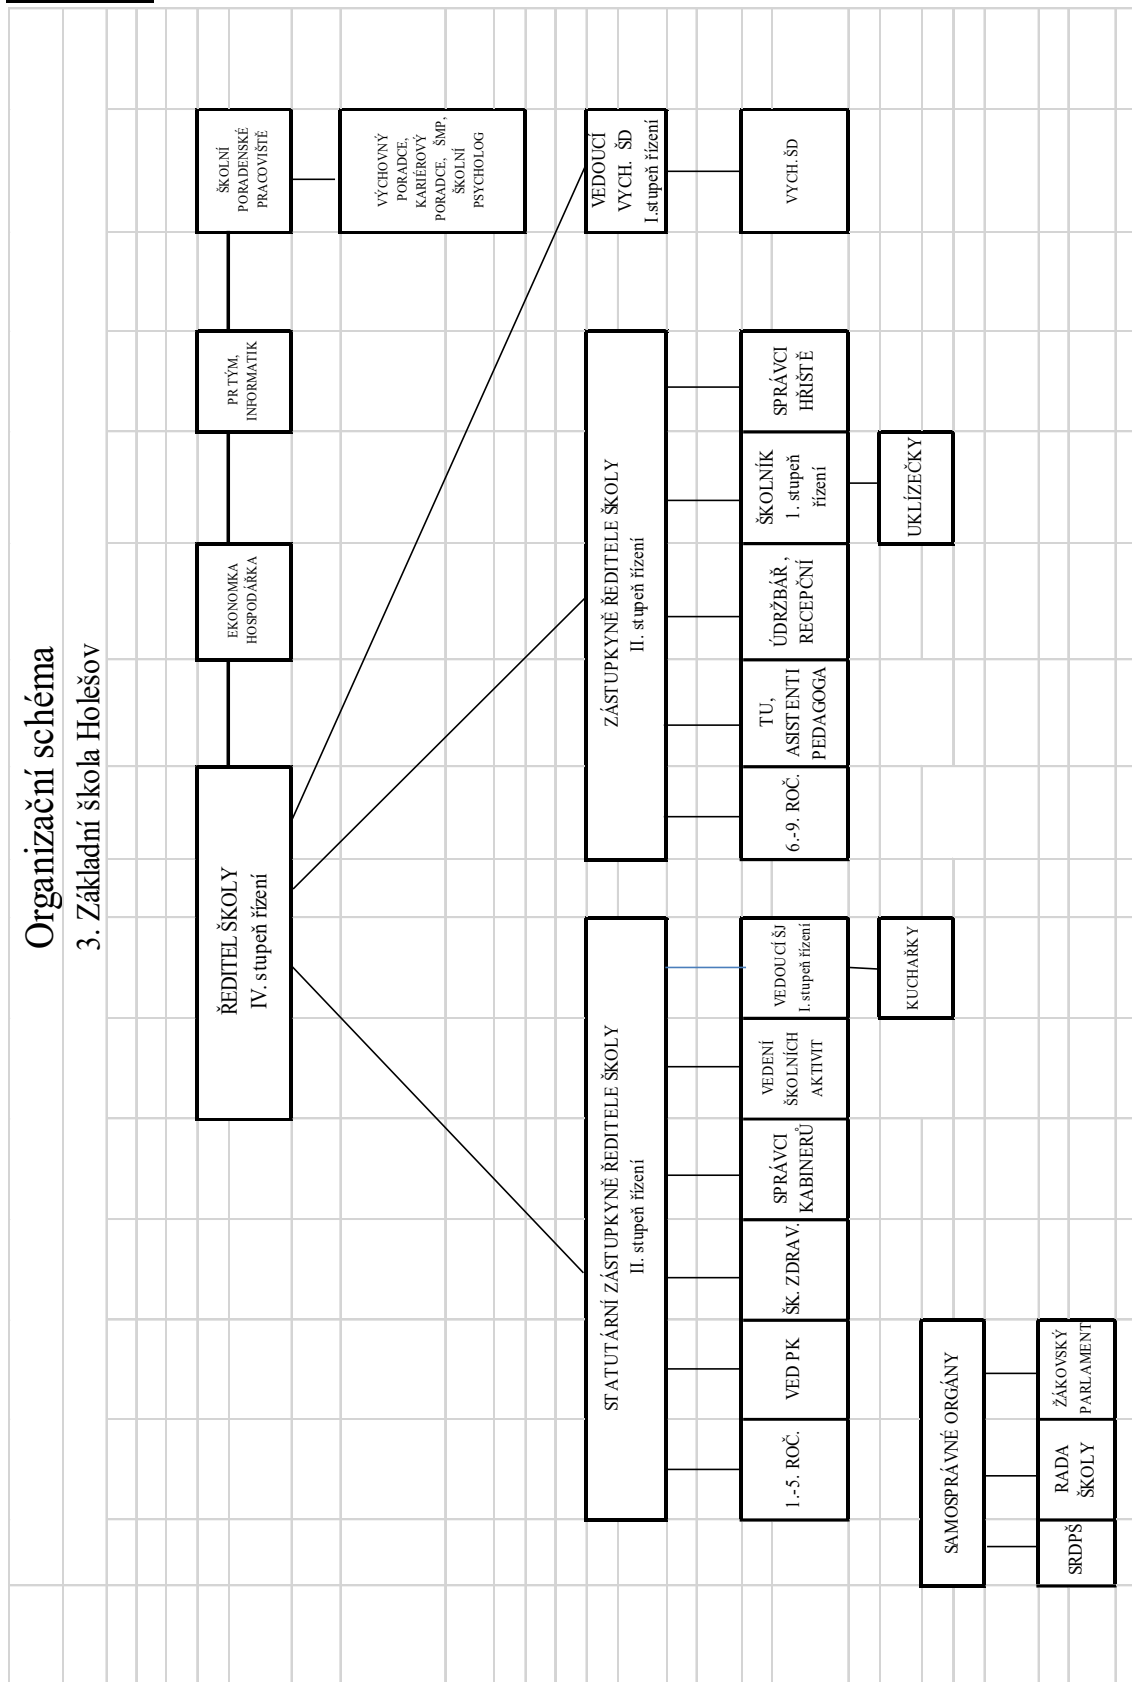 Organizační schéma
3. Základní škola Holešov
ŘEDITEL ŠKOLY
IV. stupeň řízení
EKONOMKA
HOSPODÁŘKA
PR TÝM,
INFORMATIK
ŠKOLNÍ
PORADENSKÉ
PRACOVIŠTĚ
VÝCHOVNÝ
PORADCE,
KARIÉROVÝ
PORADCE, ŠMP,
ŠKOLNÍ
PSYCHOLOG
STATUTÁRNÍ ZÁSTUPKYNĚ ŘEDITELE ŠKOLY
II. stupeň řízení
ZÁSTUPKYNĚ ŘEDITELE ŠKOLY
II. stupeň řízení
VEDOUCÍ
VYCH. ŠD
I.stupeň řízení
1.-5. ROČ.
VED PK
ŠK. ZDRAV.
SPRÁVCI
KABINERŮ
VEDENÍ
ŠKOLNÍCH
AKTIVIT
VEDOUCÍ ŠJ
I. stupeň řízení
6.-9. ROČ.
TU,
ASISTENTI
PEDAGOGA
ÚDRŽBÁŘ ,
RECEPČNÍ
ŠKOLNÍK
1. stupeň
řízení
SPRÁVCI
HŘIŠTĚ
VYCH. ŠD
KUCHAŘKY
UKLÍZEČKY
SAMOSPRÁVNÉ ORGÁNY
SRDPŠ
RADA
ŠKOLY
ŽÁKOVSKÝ
PARLAMENT